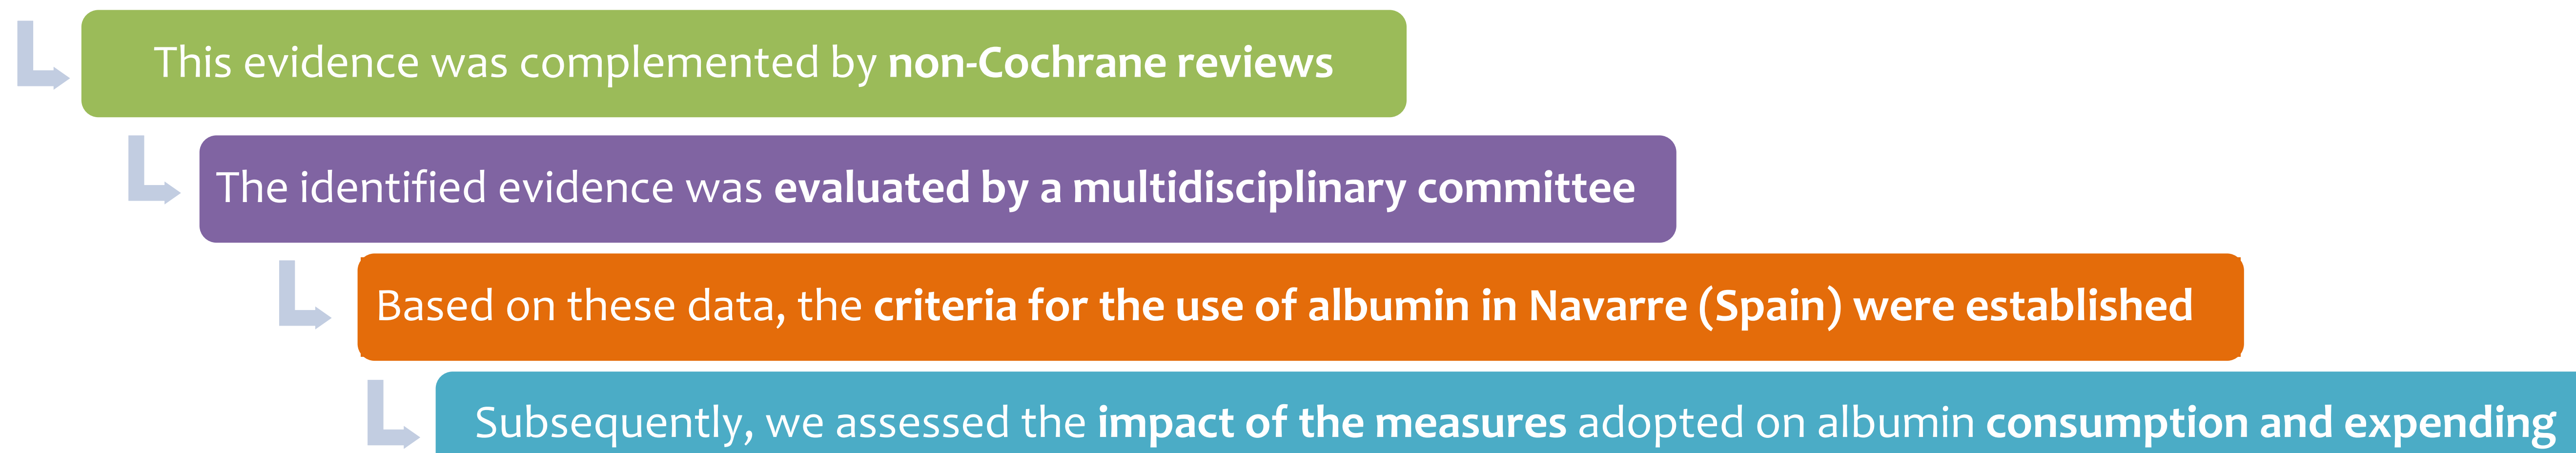 This evidence was complemented by non-Cochrane reviews
The identified evidence was evaluated by a multidisciplinary committee
Based on these data, the criteria for the use of albumin in Navarre (Spain) were established
Subsequently, we assessed the impact of the measures adopted on albumin consumption and expending